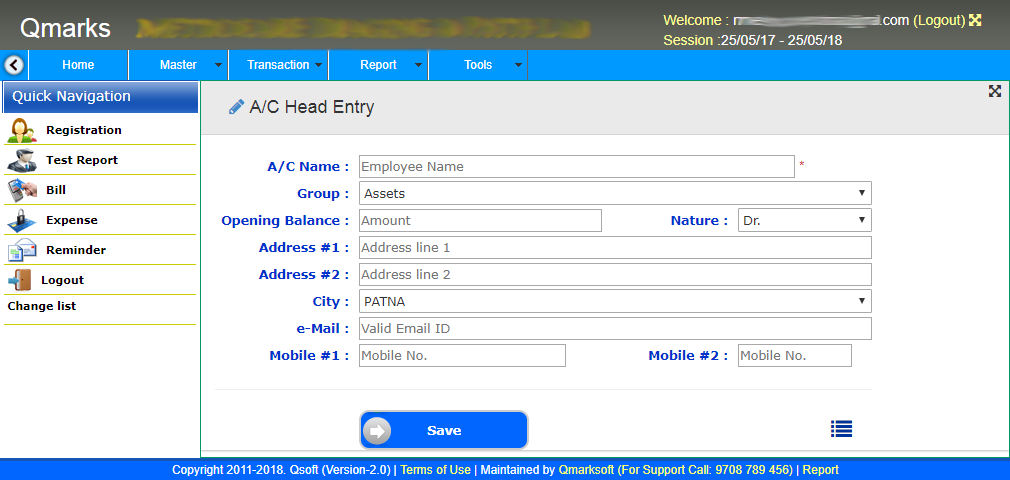 Qmarks
Welcome : .com (Logout)
Session :25/05/17 - 25/05/18
Home Master Transaction Report Tools
Quick Navigation
Registration
Test Report
Bill
Expense
Reminder
Logout
Change list
A/C Head Entry
A/C Name : Employee Name *
Group : Assets
Opening Balance : Amount Nature : Dr.
Address #1 : Address line 1
Address #2 : Address line 2
City : PATNA
e-Mail : Valid Email ID
Mobile #1 : Mobile No. Mobile #2 : Mobile No.
Save
Copyright 2011-2018. Qsoft (Version-2.0) | Terms of Use | Maintained by Qmarksoft (For Support Call: 9708 789 456) | Report